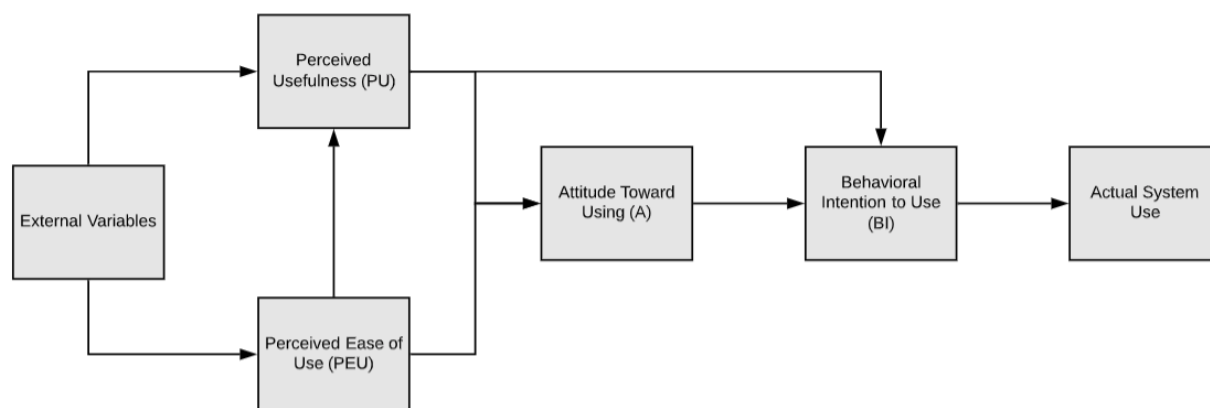 Perceived
Usefulness (PU)
External Variables
Perceived Ease of
Use (PEU)
Attitude Toward
Using (A)
Behavioral
Intention to Use
(BI)
Actual System
Use